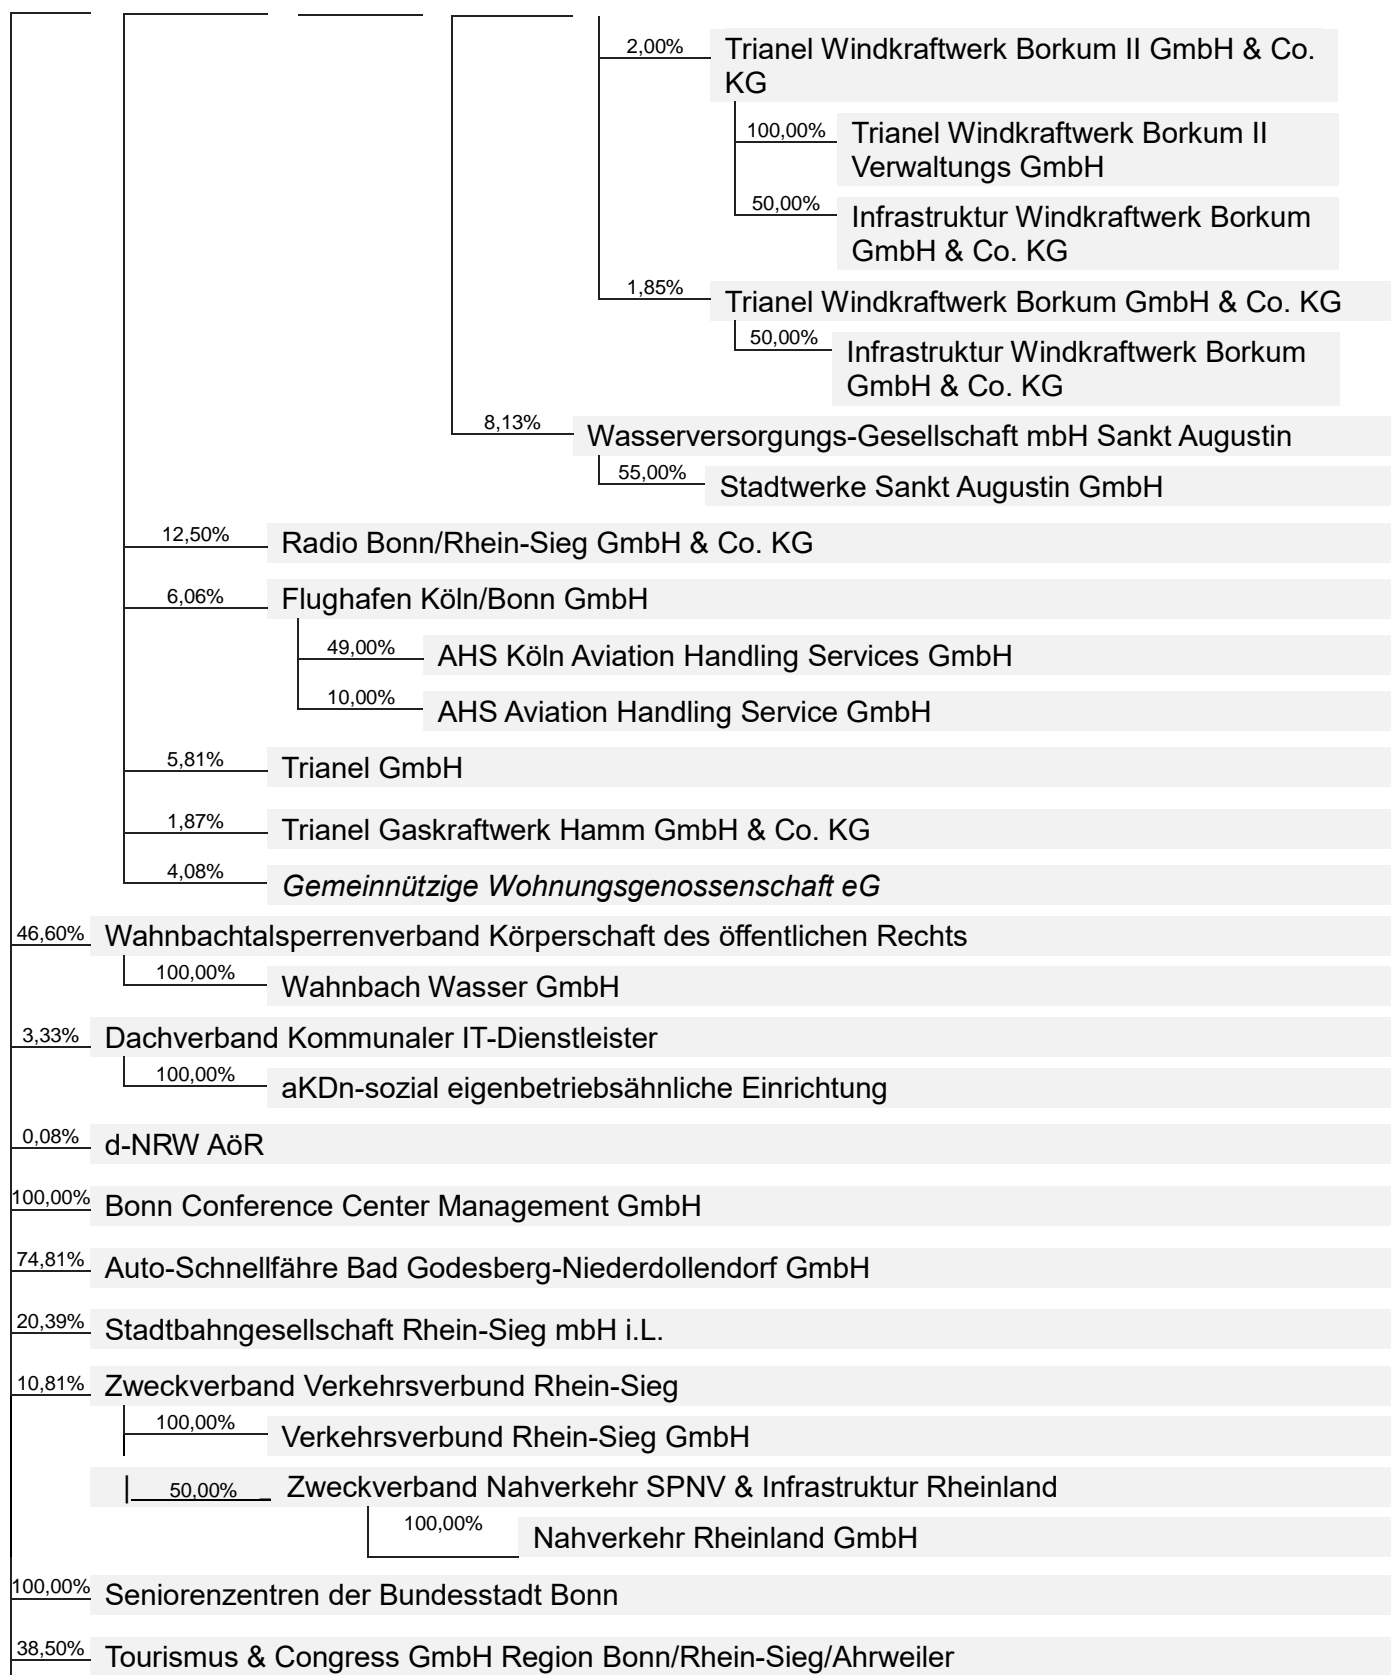 2,00%
Trianel Windkraftwerk Borkum II GmbH & Co.
KG
100,00%
Trianel Windkraftwerk Borkum II
Verwaltungs GmbH
50,00%
Infrastruktur Windkraftwerk Borkum
GmbH & Co. KG
1,85%
Trianel Windkraftwerk Borkum GmbH & Co. KG
50,00%
Infrastruktur Windkraftwerk Borkum
GmbH & Co. KG
8,13%
Wasserversorgungs-Gesellschaft mbH Sankt Augustin
55,00%
Stadtwerke Sankt Augustin GmbH
12,50%
Radio Bonn/Rhein-Sieg GmbH & Co. KG
6,06%
Flughafen Köln/Bonn GmbH
49,00%
AHS Köln Aviation Handling Services GmbH
10,00%
AHS Aviation Handling Service GmbH
5,81%
Trianel GmbH
1,87%
Trianel Gaskraftwerk Hamm GmbH & Co. KG
4,08%
Gemeinnützige Wohnungsgenossenschaft eG
46,60%
Wahnbachtalsperrenverband Körperschaft des öffentlichen Rechts
100,00%
Wahnbach Wasser GmbH
3,33%
Dachverband Kommunaler IT-Dienstleister
100,00%
aKDn-sozial eigenbetriebsähnliche Einrichtung
0,08%
d-NRW AöR
100,00%
Bonn Conference Center Management GmbH
74,81%
Auto-Schnellfähre Bad Godesberg-Niederdollendorf GmbH
20,39%
Stadtbahngesellschaft Rhein-Sieg mbH i.L.
10,81%
Zweckverband Verkehrsverbund Rhein-Sieg
100,00%
Verkehrsverbund Rhein-Sieg GmbH
50,00%
Zweckverband Nahverkehr SPNV & Infrastruktur Rheinland
100,00%
Nahverkehr Rheinland GmbH
100,00%
Seniorenzentren der Bundesstadt Bonn
38,50%
Tourismus & Congress GmbH Region Bonn/Rhein-Sieg/Ahrweiler